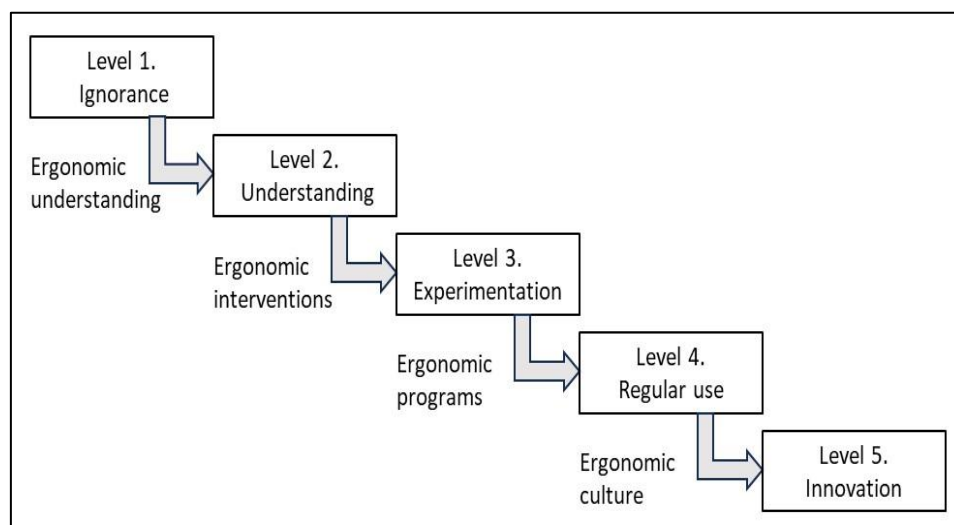 Level 1.
Ignorance
Ergonomic
understanding
Level 2.
Understanding
Ergonomic
interventions
Level 3.
Experimentation
Ergonomic
programs
Level 4.
Regular use
Ergonomic
culture
Level 5.
Innovation